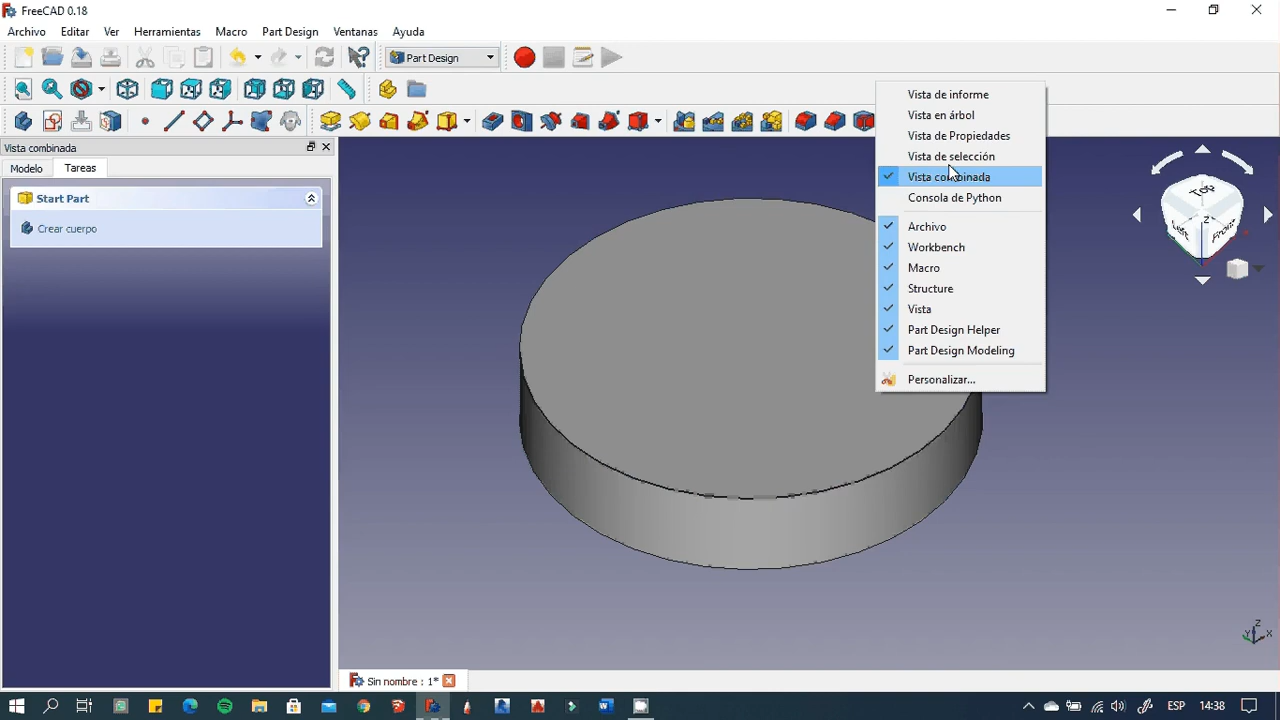 FreeCAD 0.18
Archivo Editar Ver Herramientas Macro Part Design Ventanas Ayuda
Part Design
Vista combinada
Modelo Tareas
Start Part
Crear cuerpo
Vista de informe
Vista en árbol
Vista de Propiedades
Vista de selección
Vista combinada
Consola de Python
Archivo
Workbench
Macro
Structure
Vista
Part Design Helper
Part Design Modeling
Personalizar...
Top
Left
Front
Z
Z
Y
X
Sin nombre : 1*
ESP 14:38